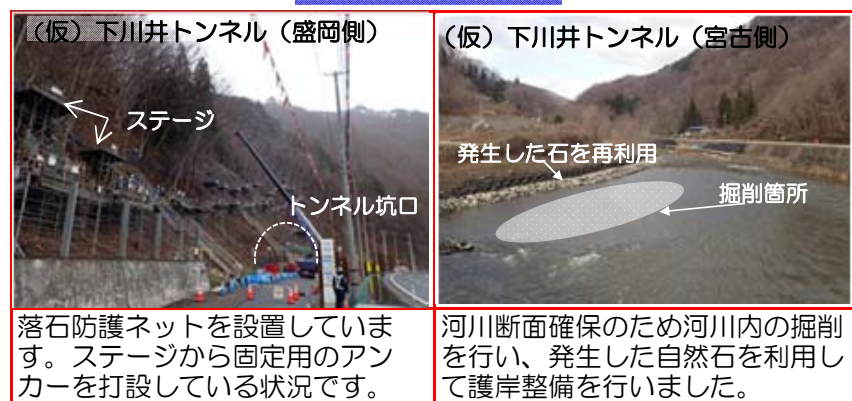 （仮）下川井トンネル（盛岡側）
ステージ
トンネル坑口
落石防護ネットを設置していま
す。ステージから固定用のアン
カーを打設している状況です。
（仮）下川井トンネル（宮古側）
発生した石を再利用
掘削箇所
河川断面確保のため河川内の掘削
を行い、発生した自然石を利用し
て護岸整備を行いました。